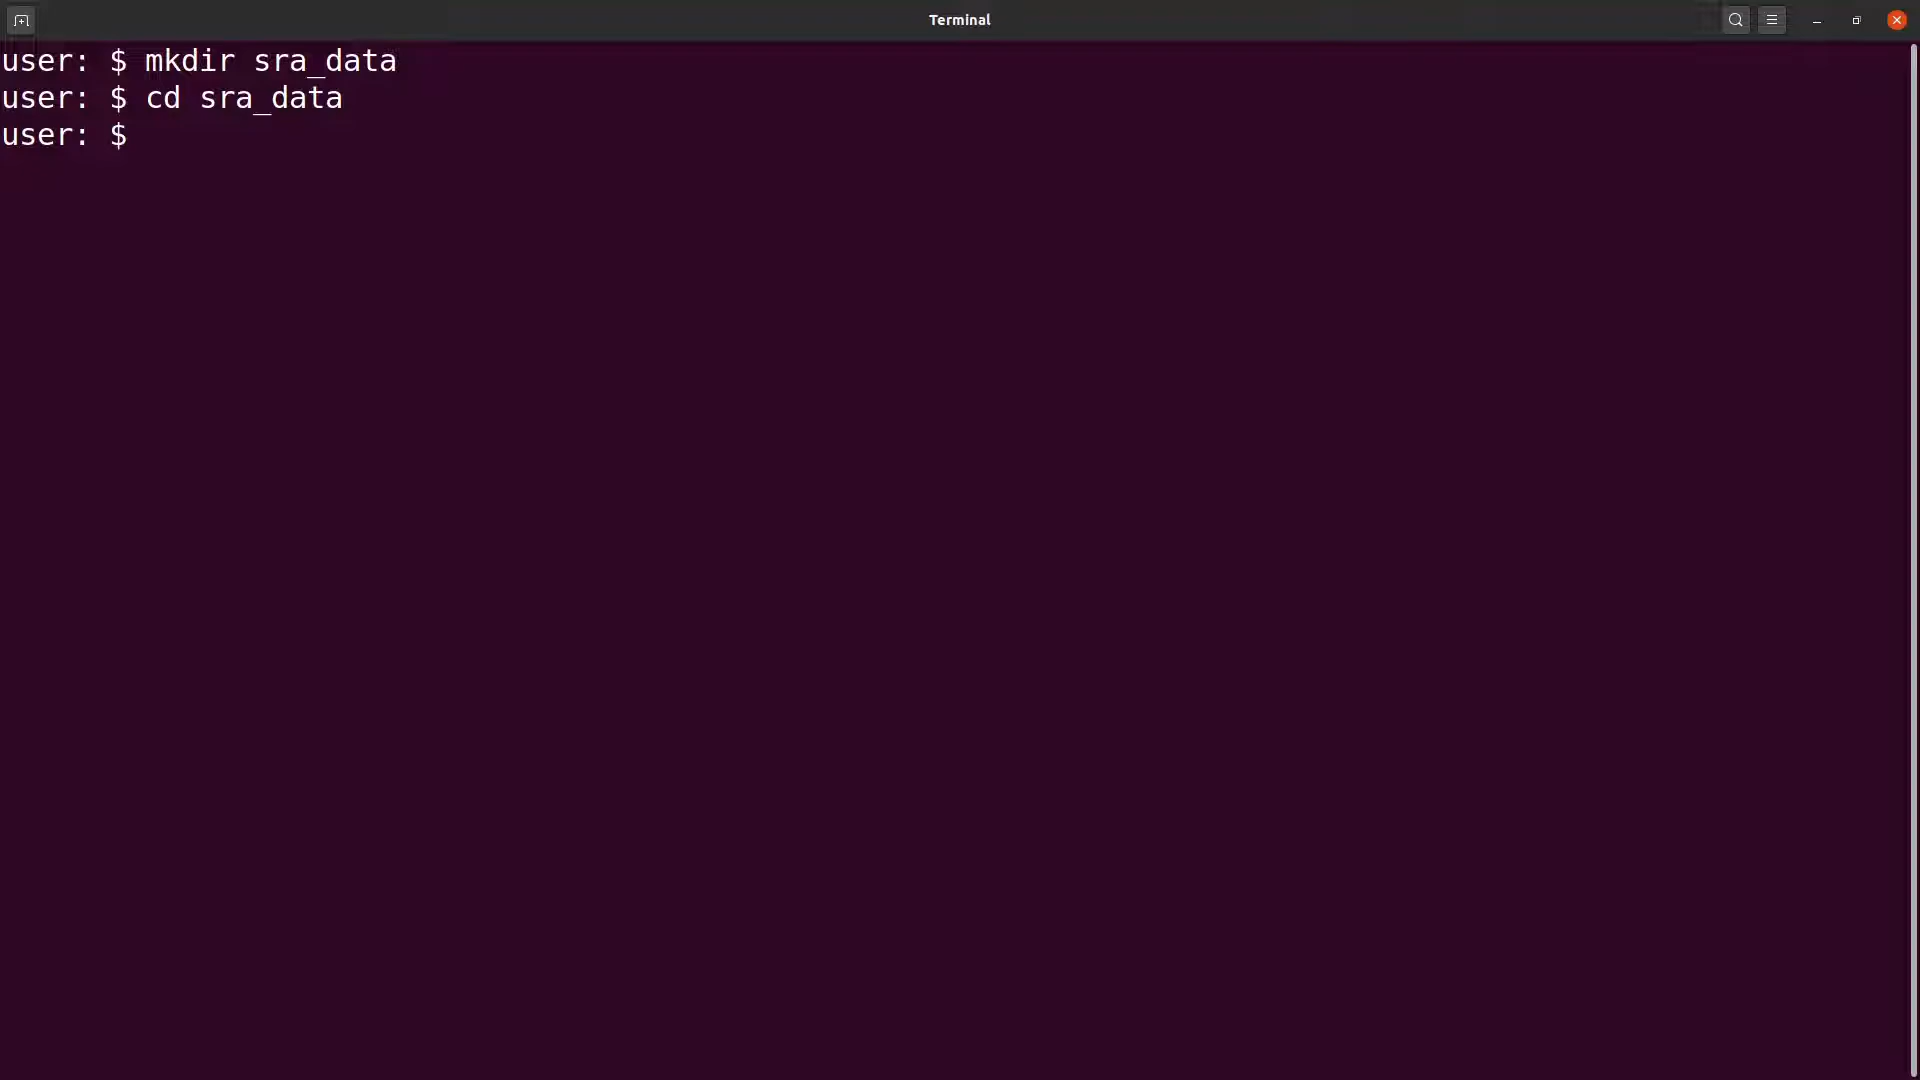 Terminal
user: $ mkdir sra_data
user: $ cd sra_data
user: $